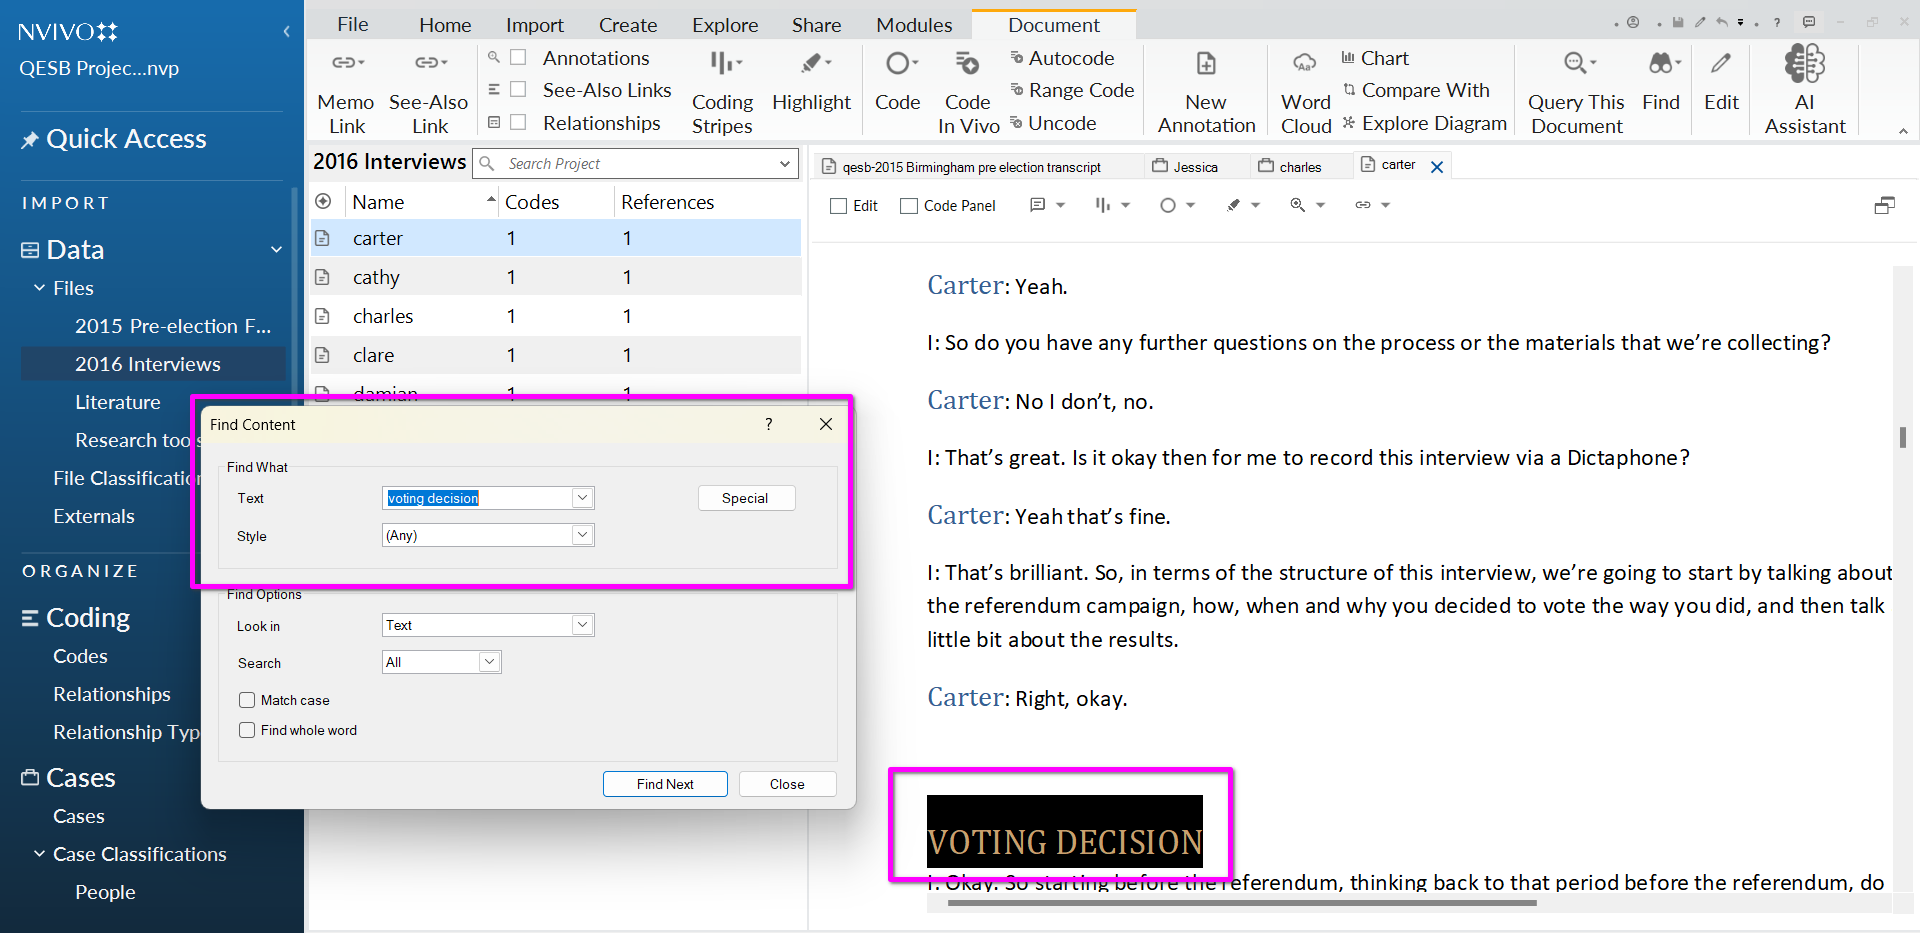 NVIVO
QESB Projec...nvp
Quick Access
IMPORT
Data
Files
2015 Pre-election F...
2016 Interviews
Literature
Research tools
File Classification
Externals
ORGANIZE
Coding
Codes
Relationships
Relationship Typ
Cases
Cases
Case Classifications
People
File Home Import Create Explore Share Modules Document
Memo Link
See-Also Link
Annotations
See-Also Links
Relationships
Coding Stripes
Highlight
Code
Code In Vivo
Autocode
Range Code
Uncode
New Annotation
Word Cloud
Chart
Compare With
Explore Diagram
Query This Document
Find
Edit
AI Assistant
2016 Interviews Search Project
Name Codes References
carter 1 1
cathy 1 1
charles 1 1
clare 1 1
damian 1 1
Find Content ?
Find What
Text voting decision Special
Style (Any)
Find Options
Look in Text
Search All
Match case
Find whole word
Find Next Close
qesb-2015 Birmingham pre election transcript Jessica charles carter
Edit Code Panel
Carter: Yeah.
I: So do you have any further questions on the process or the materials that we're collecting?
Carter: No I don't, no.
I: That's great. Is it okay then for me to record this interview via a Dictaphone?
Carter: Yeah that's fine.
I: That's brilliant. So, in terms of the structure of this interview, we're going to start by talking about
the referendum campaign, how, when and why you decided to vote the way you did, and then talk
little bit about the results.
Carter: Right, okay.
VOTING DECISION
I: Okay. So starting before the referendum, thinking back to that period before the referendum, do